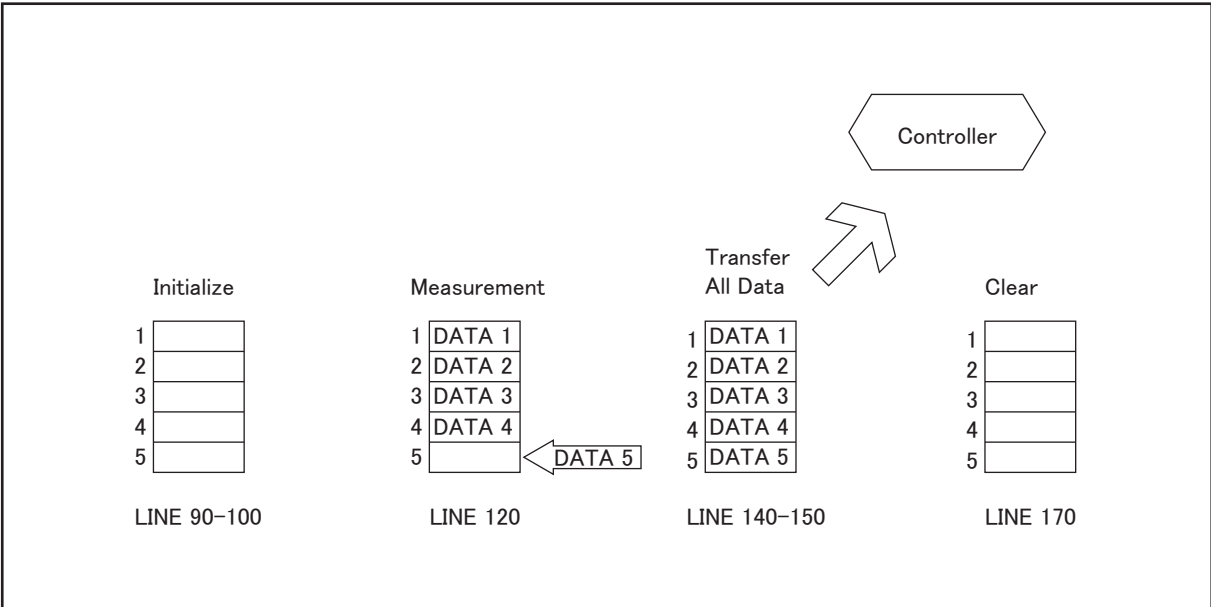 Controller
Initialize
1
2
3
4
5
LINE 90-100
Measurement
1 DATA 1
2 DATA 2
3 DATA 3
4 DATA 4
5
DATA 5
LINE 120
Transfer
All Data
1 DATA 1
2 DATA 2
3 DATA 3
4 DATA 4
5 DATA 5
LINE 140-150
Clear
1
2
3
4
5
LINE 170